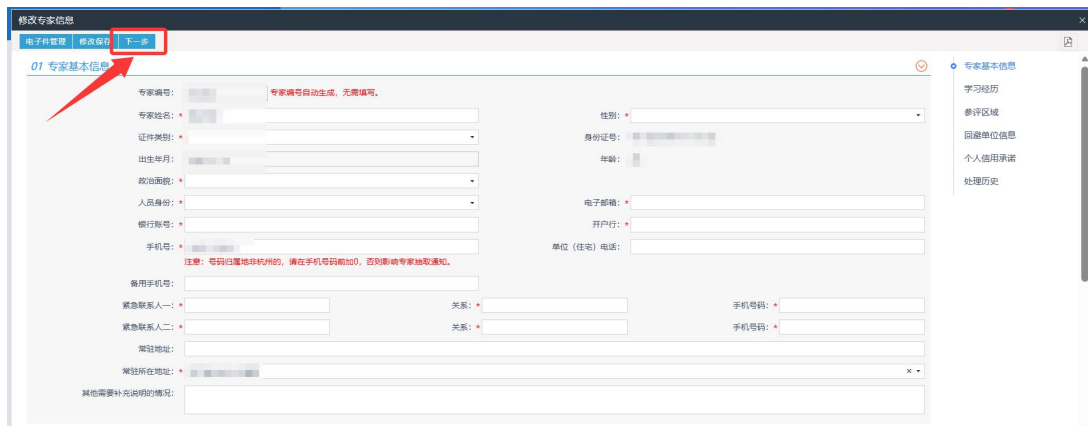 修改专家信息
电子件管理 修改保存 下一步
01 专家基本信息
专家编号： 专家编号自动生成，无需填写。
专家姓名：* 性别：*
证件类别：* 身份证号：
出生年月： 年龄：
政治面貌：*
人员身份：* 电子邮箱：*
银行账号：* 开户行：*
手机号：* 单位（住宅）电话：
注意：号码归属地非杭州的，请在手机号码前加0，否则影响专家抽取通知。
备用手机号：
紧急联系人一：* 关系：* 手机号码：*
紧急联系人二：* 关系：* 手机号码：*
常驻地址：
常驻所在地址：*
其他需要补充说明的情况：
专家基本信息
学习经历
参评区域
回避单位信息
个人信用承诺
处理历史